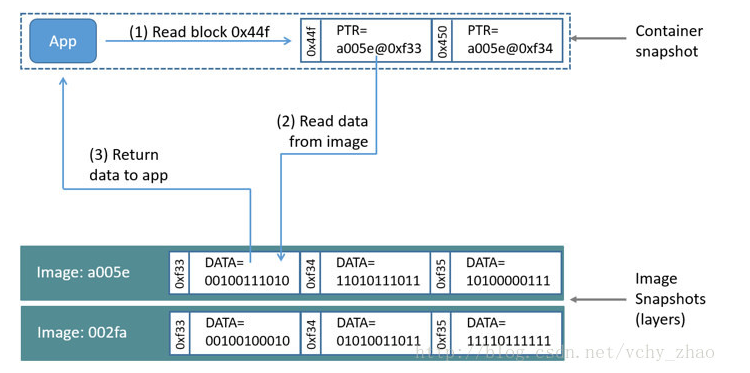 App
(1) Read block 0x44f
0x44f
PTR=
a005e@0xf33
0x450
PTR=
a005e@0xf34
Container
snapshot
(2) Read data
from image
(3) Return
data to app
Image: a005e
0xf33
DATA=
00100111010
0xf34
DATA=
11010111011
0xf35
DATA=
10100000111
Image: 002fa
0xf33
DATA=
00100100010
0xf34
DATA=
01010011011
0xf35
DATA=
11110111111
Image
Snapshots
(layers)
http://blog.csdn.net/vchy_zhao